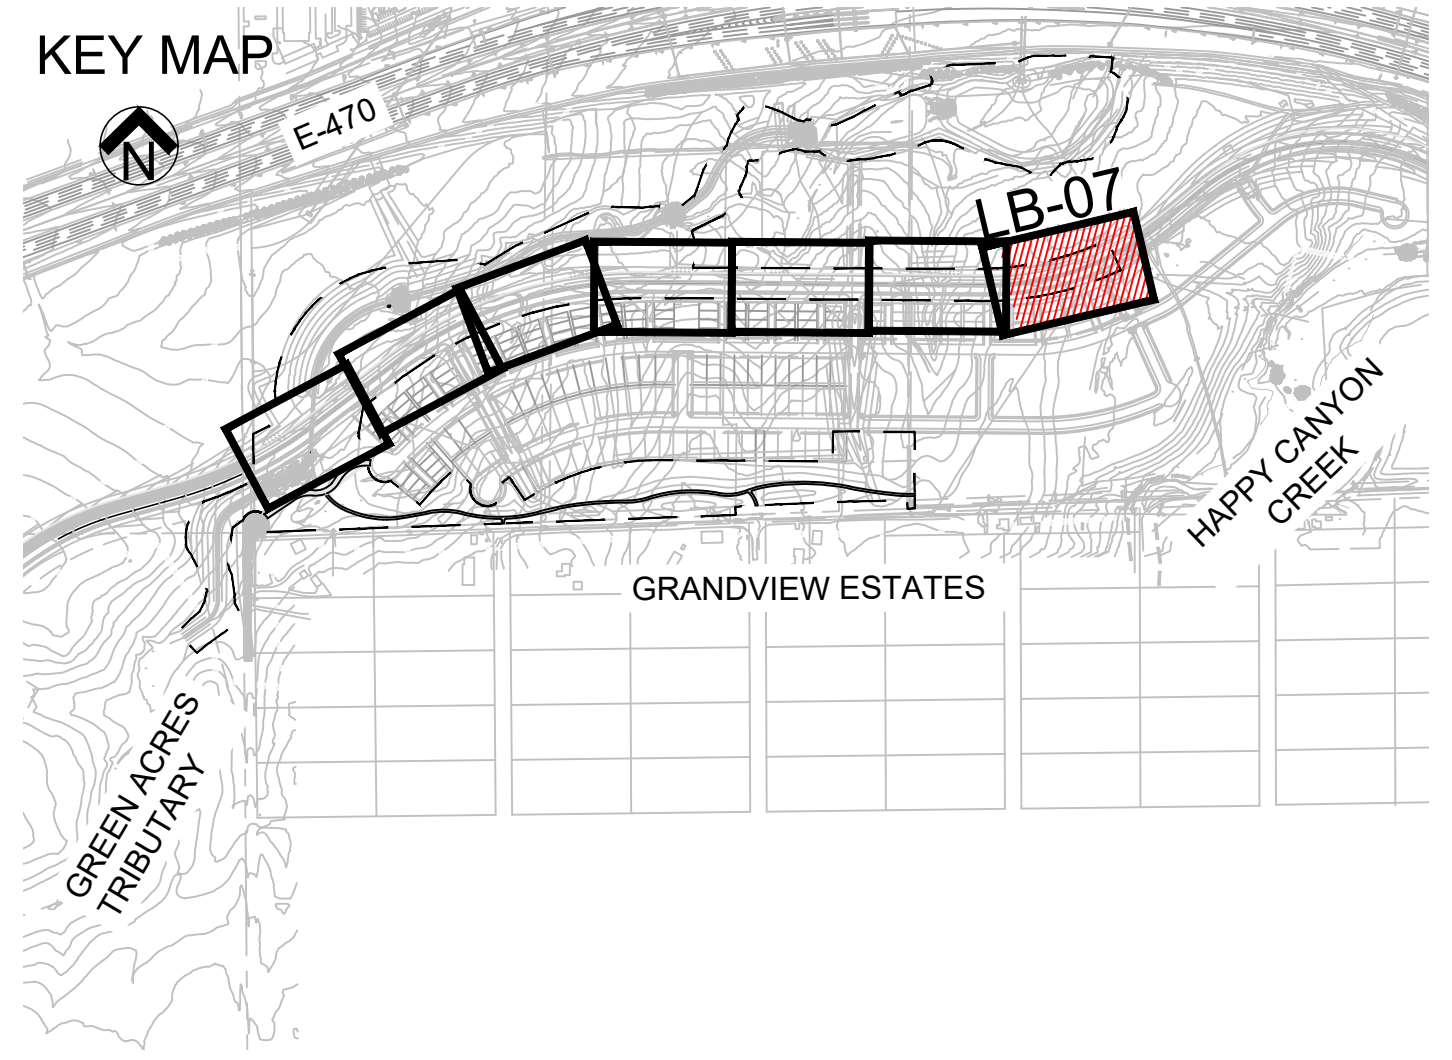 KEY MAP
E-470
N
LB-07
HAPPY CANYON
CREEK
GRANDVIEW ESTATES
GREEN ACRES
TRIBUTARY